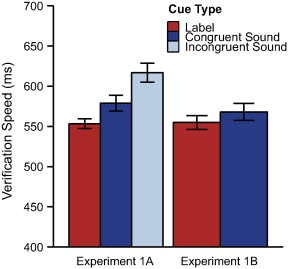 700
650
600
550
500
450
400
Verification Speed (ms)
Cue Type
Label
Congruent Sound
Incongruent Sound
Experiment 1A
Experiment 1B